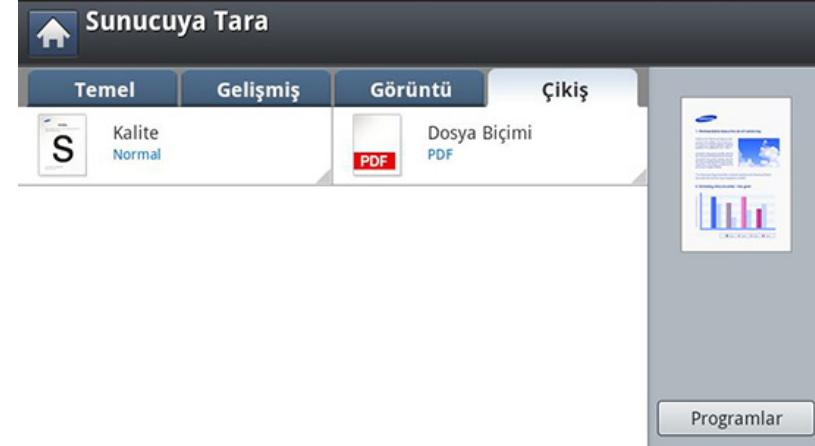 Sunucuya Tara
Temel
Gelişmiş
Görüntü
Çikiş
S
Kalite
Normal
PDF
Dosya Biçimi
PDF
Programlar